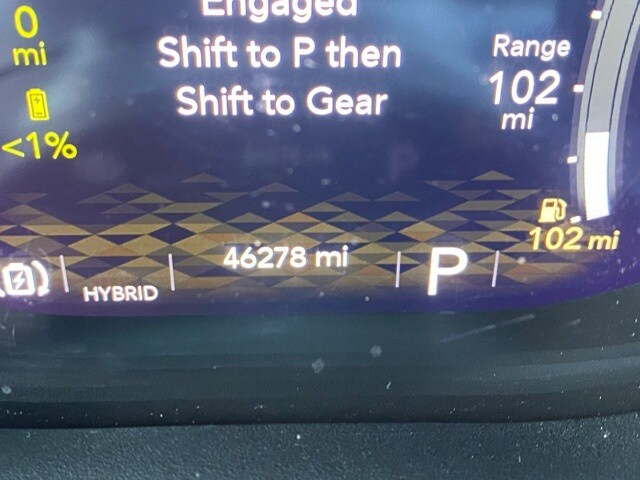 Engaged
Shift to P then
Shift to Gear
0
mi
<1%
Range
102
mi
102 mi
HYBRID
46278 mi
P